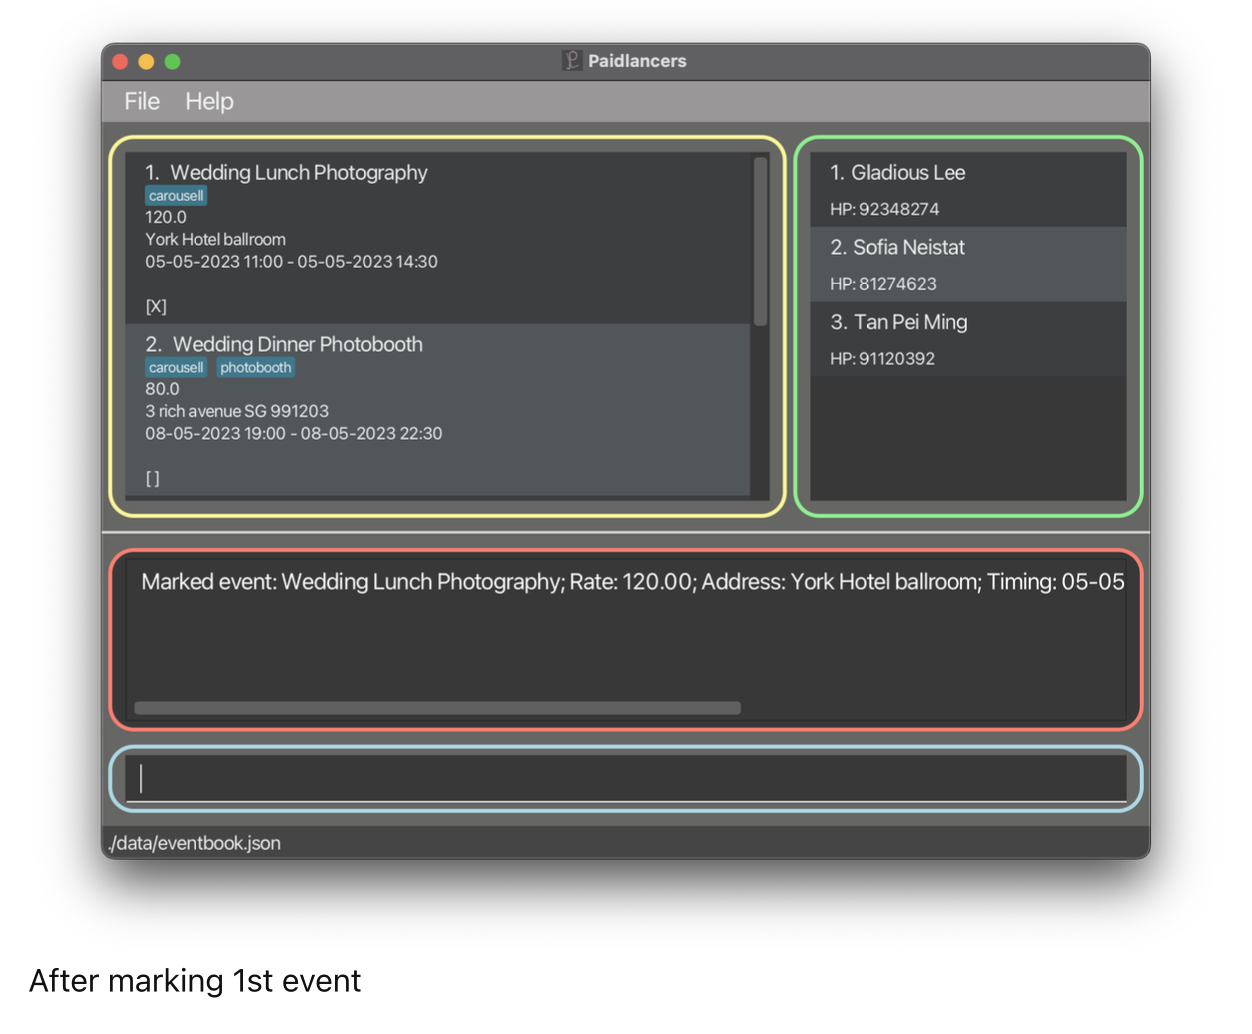 Paidlancers
File Help
1. Wedding Lunch Photography
carousell
120.0
York Hotel ballroom
05-05-2023 11:00 - 05-05-2023 14:30
[X]
2. Wedding Dinner Photobooth
carousell photobooth
80.0
3 rich avenue SG 991203
08-05-2023 19:00 - 08-05-2023 22:30
[ ]
1. Gladious Lee
HP: 92348274
2. Sofia Neistat
HP: 81274623
3. Tan Pei Ming
HP: 91120392
Marked event: Wedding Lunch Photography; Rate: 120.00; Address: York Hotel ballroom; Timing: 05-05
./data/eventbook.json
After marking 1st event